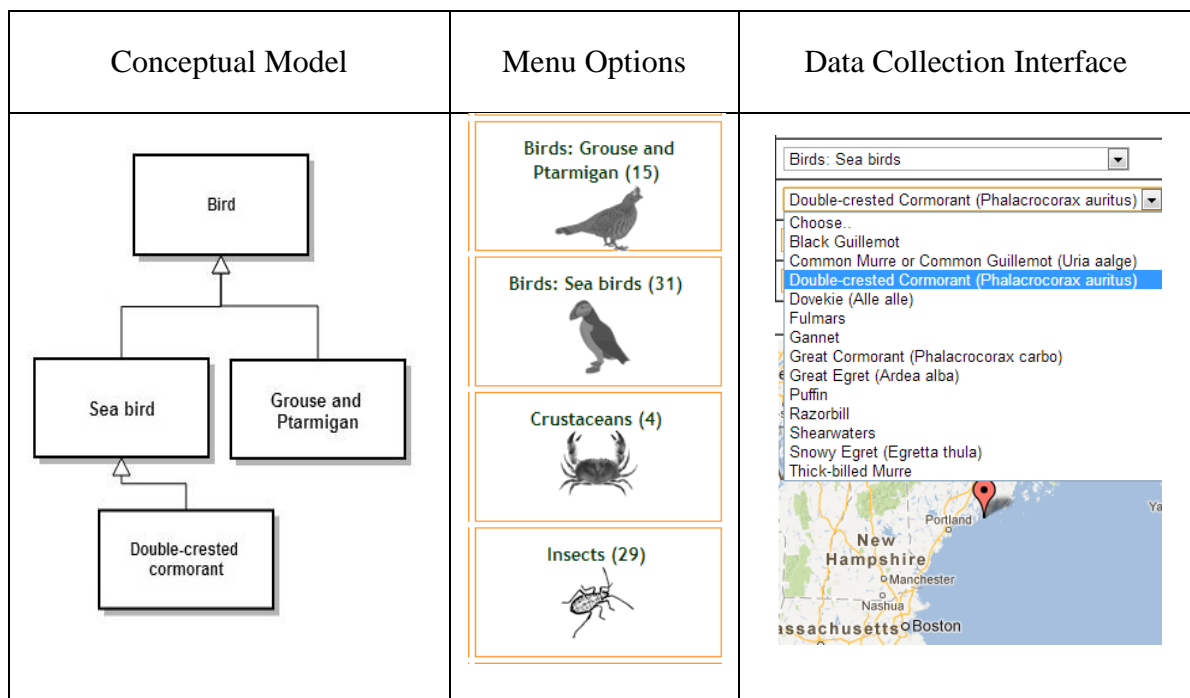 Conceptual Model
Menu Options
Data Collection Interface
Bird
Sea bird
Grouse and
Ptarmigan
Double-crested
cormorant
Birds: Grouse and
Ptarmigan (15)
Birds: Sea birds (31)
Crustaceans (4)
Insects (29)
Birds: Sea birds
Double-crested Cormorant (Phalacrocorax auritus)
Choose..
Black Guillemot
Common Murre or Common Guillemot (Uria aalge)
Double-crested Cormorant (Phalacrocorax auritus)
Dovekie (Alle alle)
Fulmars
Gannet
Great Cormorant (Phalacrocorax carbo)
Great Egret (Ardea alba)
Puffin
Razorbill
Shearwaters
Snowy Egret (Egretta thula)
Thick-billed Murre
Portland
Ya
New
Hampshire
Manchester
Nashua
assachusetts Boston